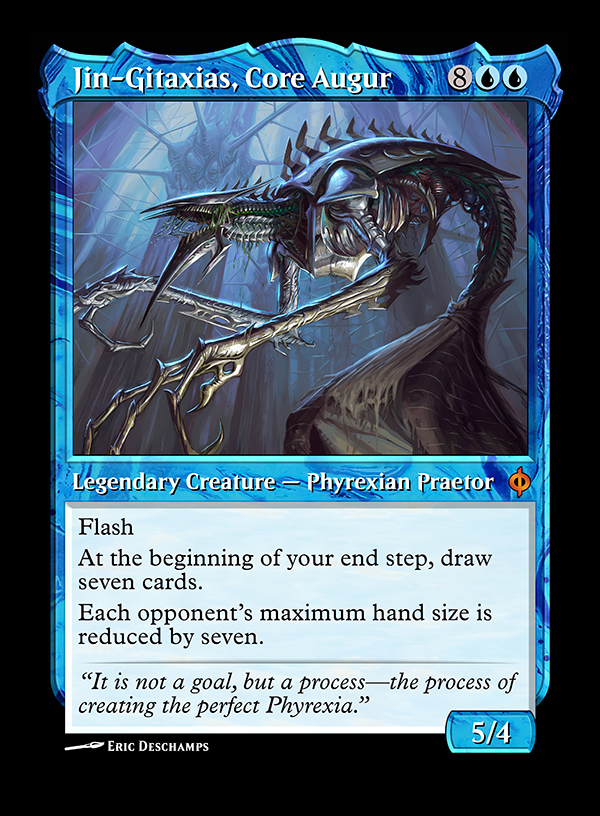 Jin-Gitaxias, Core Augur 8
Legendary Creature — Phyrexian Praetor
Flash
At the beginning of your end step, draw
seven cards.
Each opponent's maximum hand size is
reduced by seven.
“It is not a goal, but a process—the process of
creating the perfect Phyrexia.”
5/4
Eric Deschamps